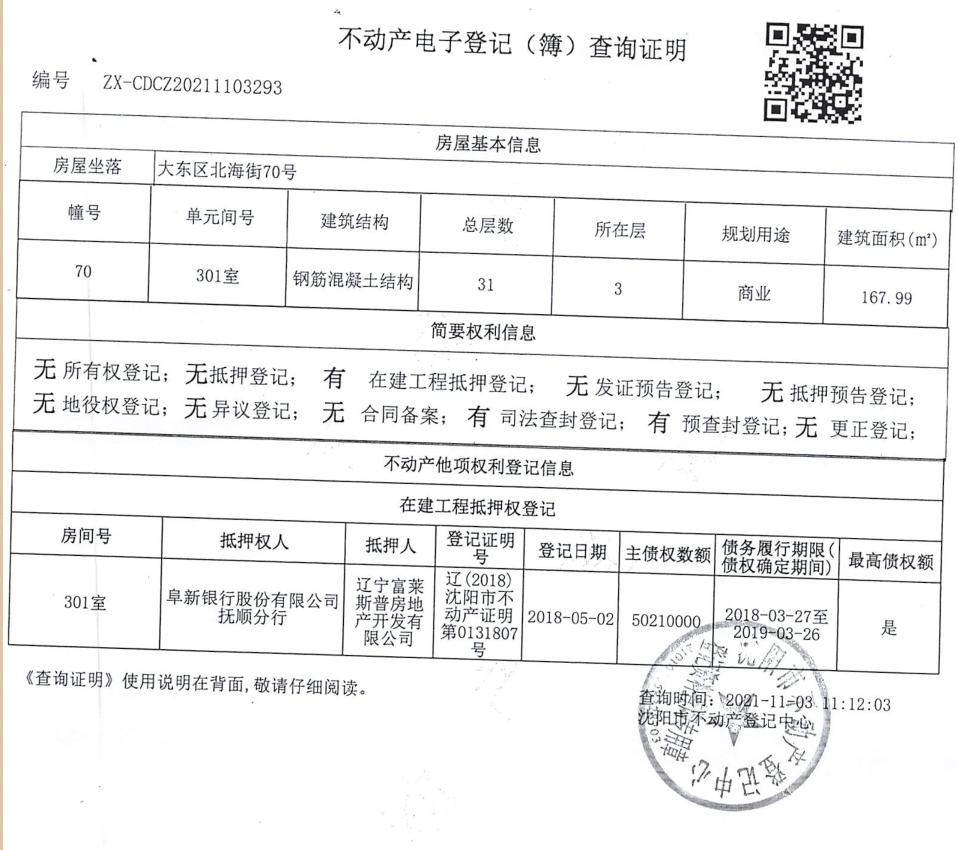 不动产电子登记（簿）查询证明
编号 ZX-CDCZ20211103293
房屋基本信息
房屋坐落 大东区北海街70号
幢号 单元间号 建筑结构 总层数 所在层 规划用途 建筑面积(㎡)
70 301室 钢筋混凝土结构 31 3 商业 167.99
简要权利信息
无 所有权登记； 无抵押登记； 有 在建工程抵押登记； 无 发证预告登记； 无 抵押预告登记；
无 地役权登记； 无异议登记； 无 合同备案； 有 司法查封登记； 有 预查封登记； 无 更正登记；
不动产他项权利登记信息
在建工程抵押权登记
房间号 抵押权人 抵押人 登记证明号 登记日期 主债权数额 债务履行期限(债权确定期间) 最高债权额
301室 阜新银行股份有限公司抚顺分行 辽宁富莱斯普房地产开发有限公司 辽(2018)沈阳市不动产证明第0131807号 2018-05-02 50210000 2018-03-27至2019-03-26 是
《查询证明》使用说明在背面,敬请仔细阅读。
查询时间： 2021-11-03 11:12:03
沈阳市不动产登记中心
沈阳市不动产登记中心